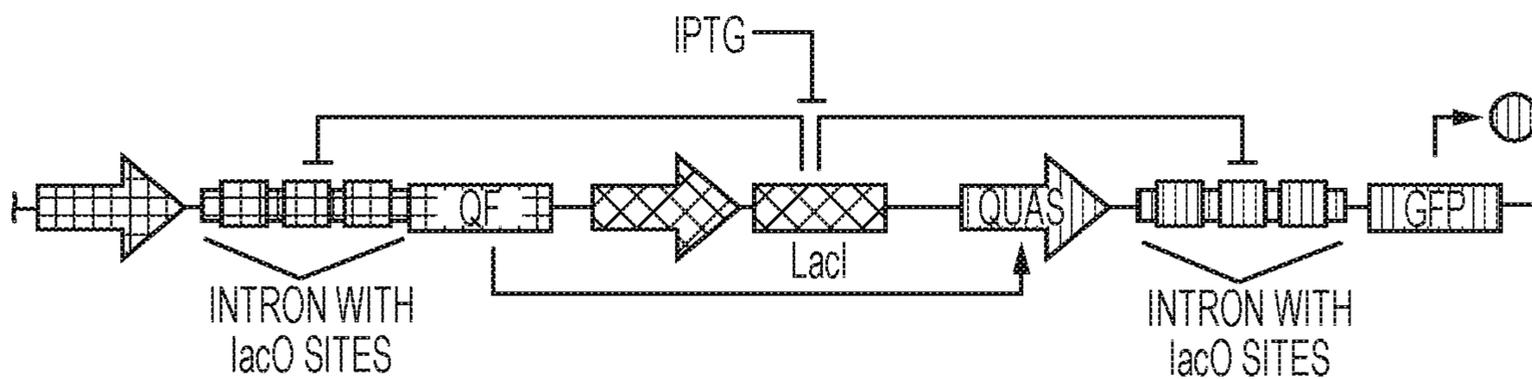 IPTG
QF
LacI
QUAS
GFP
INTRON WITH
lacO SITES
INTRON WITH
lacO SITES